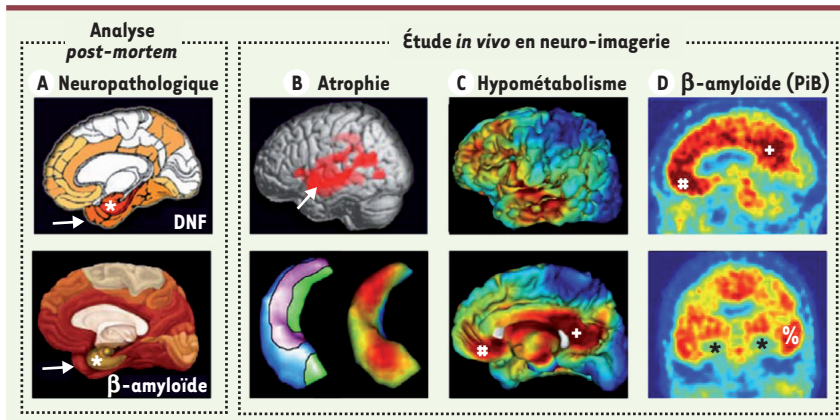 Analyse
post-mortem
Étude in vivo en neuro-imagerie
A Neuropathologique
B Atrophie
C Hypométabolisme
D β-amyloïde (PiB)
*
DNF
+
#
*
β-amyloïde
#
+
%
* *